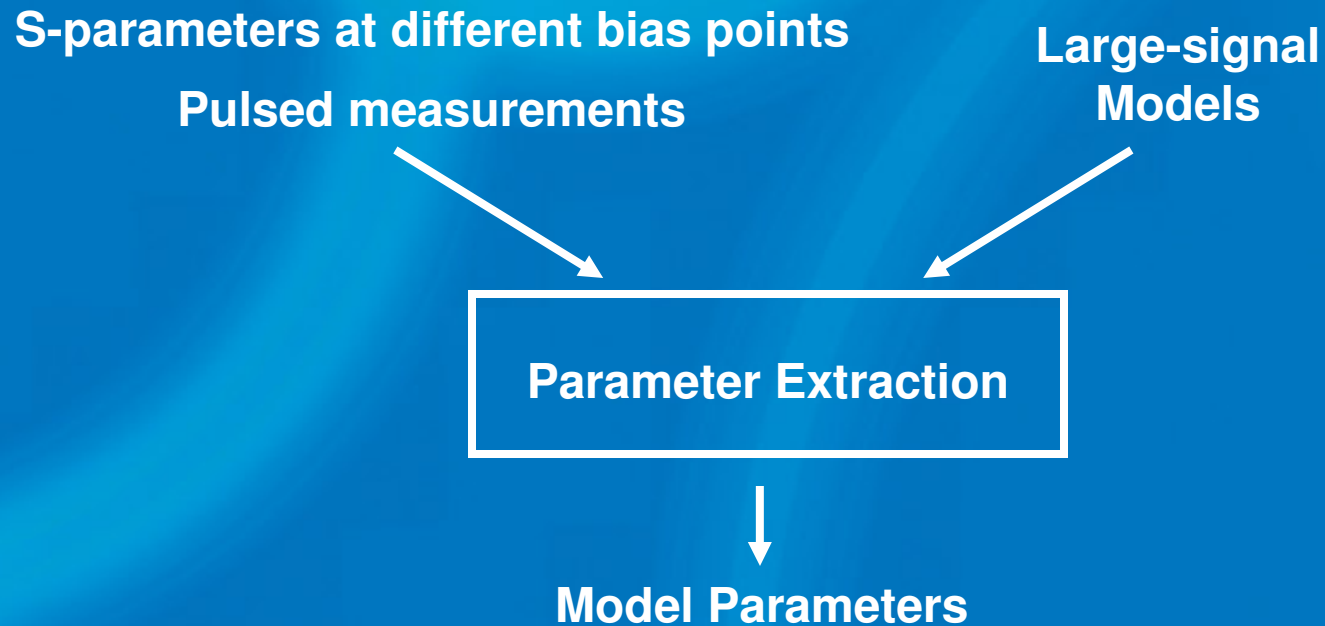 S-parameters at different bias points
Pulsed measurements
Large-signal
Models
Parameter Extraction
Model Parameters